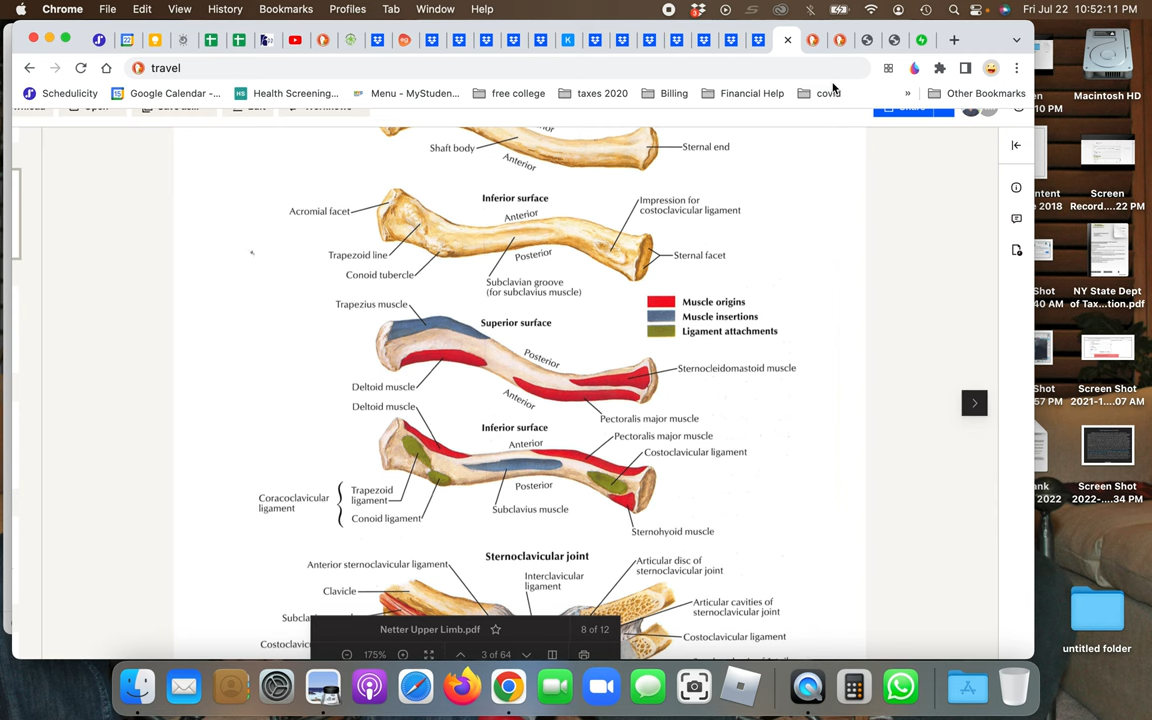 Chrome File Edit View History Bookmarks Profiles Tab Window Help Fri Jul 22 10:52:11 PM
travel
Schedulicity Google Calendar -... Health Screening,... Menu - MyStuden... free college taxes 2020 Billing Financial Help covid » Other Bookmarks
Shaft body
Anterior
Sternal end
Inferior surface
Acromial facet
Anterior
Impression for
costoclavicular ligament
Trapezoid line
Posterior
Sternal facet
Conoid tubercle
Subclavian groove
(for subclavius muscle)
Trapezius muscle
Muscle origins
Muscle insertions
Ligament attachments
Superior surface
Posterior
Sternocleidomastoid muscle
Deltoid muscle
Anterior
Pectoralis major muscle
Deltoid muscle
Inferior surface
Anterior
Pectoralis major muscle
Costoclavicular ligament
Coracoclavicular
ligament
Trapezoid
ligament
Posterior
Conoid ligament
Subclavius muscle
Sternohyoid muscle
Sternoclavicular joint
Anterior sternoclavicular ligament
Interclavicular
ligament
Articular disc of
sternoclavicular joint
Clavicle
Articular cavities of
sternoclavicular joint
Costoclavicular ligament
Netter Upper Limb.pdf 8 of 12
175% 3 of 64
Macintosh HD
Screen
Record....22 PM
NY State Dept
of Tax...tion.pdf
Screen Shot
2021-1....07 AM
Screen Shot
2022-....34 PM
untitled folder